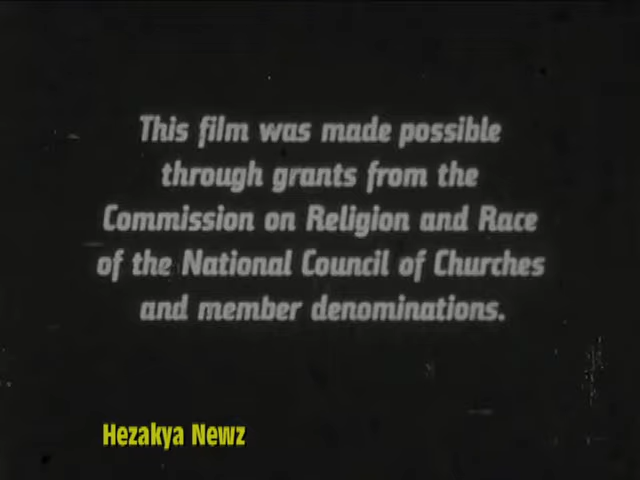 This film was made possible
through grants from the
Commission on Religion and Race
of the National Council of Churches
and member denominations.
Hezakya Newz